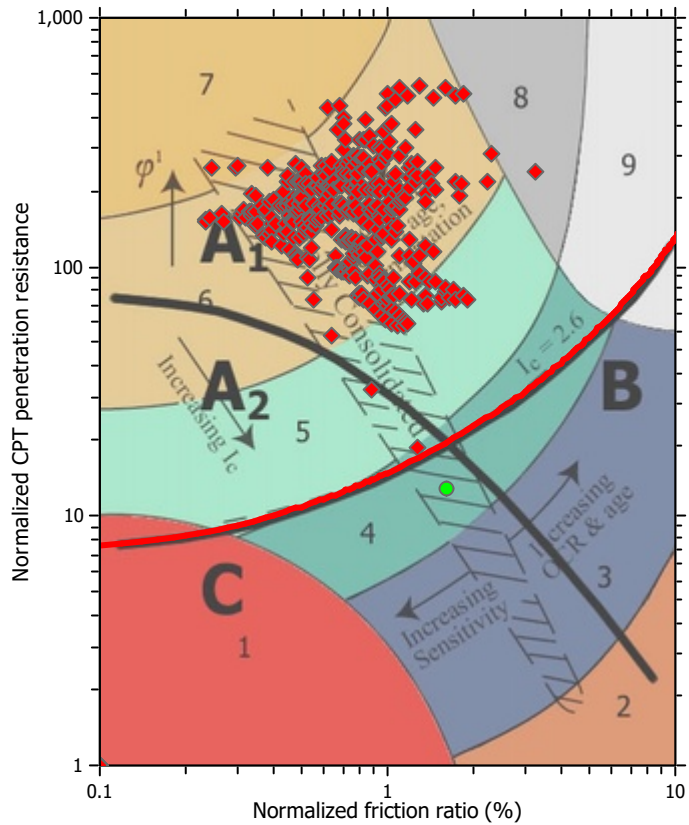 1,000
7
8
9
φ¹
age,
A1
6
A2
Increasing Ic
Consolidated
5
Ic = 2.6
B
4
Increasing
OCR & age
3
Increasing
Sensitivity
C
1
2
100
10
1
0.1
1
10
Normalized CPT penetration resistance
Normalized friction ratio (%)